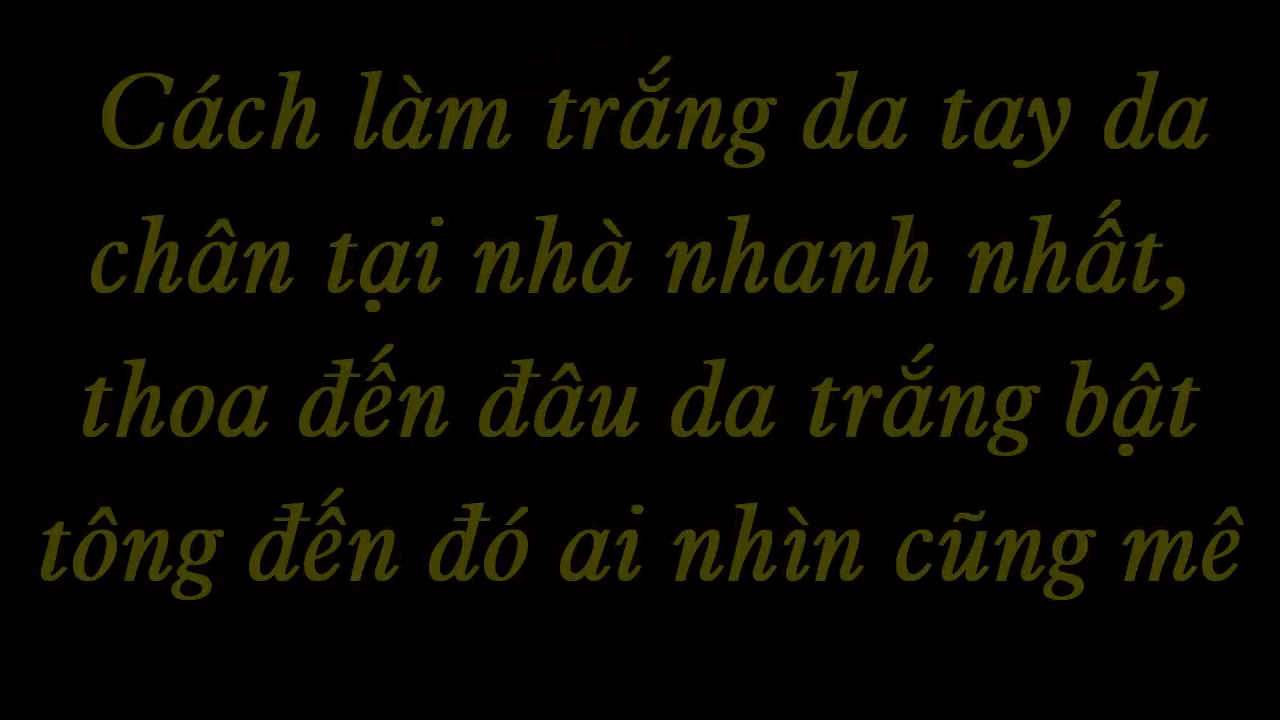 Cách làm trắng da tay da
chân tại nhà nhanh nhất,
thoa đến đâu da trắng bật
tông đến đó ai nhìn cũng mê